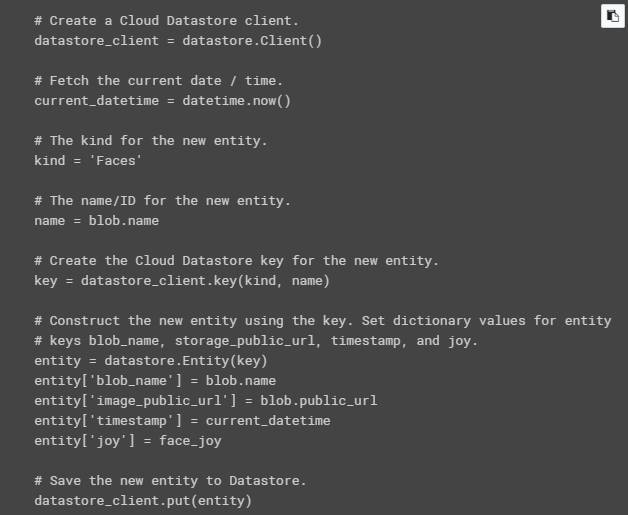 # Create a Cloud Datastore client.
datastore_client = datastore.Client()
# Fetch the current date / time.
current_datetime = datetime.now()
# The kind for the new entity.
kind = 'Faces'
# The name/ID for the new entity.
name = blob.name
# Create the Cloud Datastore key for the new entity.
key = datastore_client.key(kind, name)
# Construct the new entity using the key. Set dictionary values for entity
# keys blob_name, storage_public_url, timestamp, and joy.
entity = datastore.Entity(key)
entity['blob_name'] = blob.name
entity['image_public_url'] = blob.public_url
entity['timestamp'] = current_datetime
entity['joy'] = face_joy
# Save the new entity to Datastore.
datastore_client.put(entity)